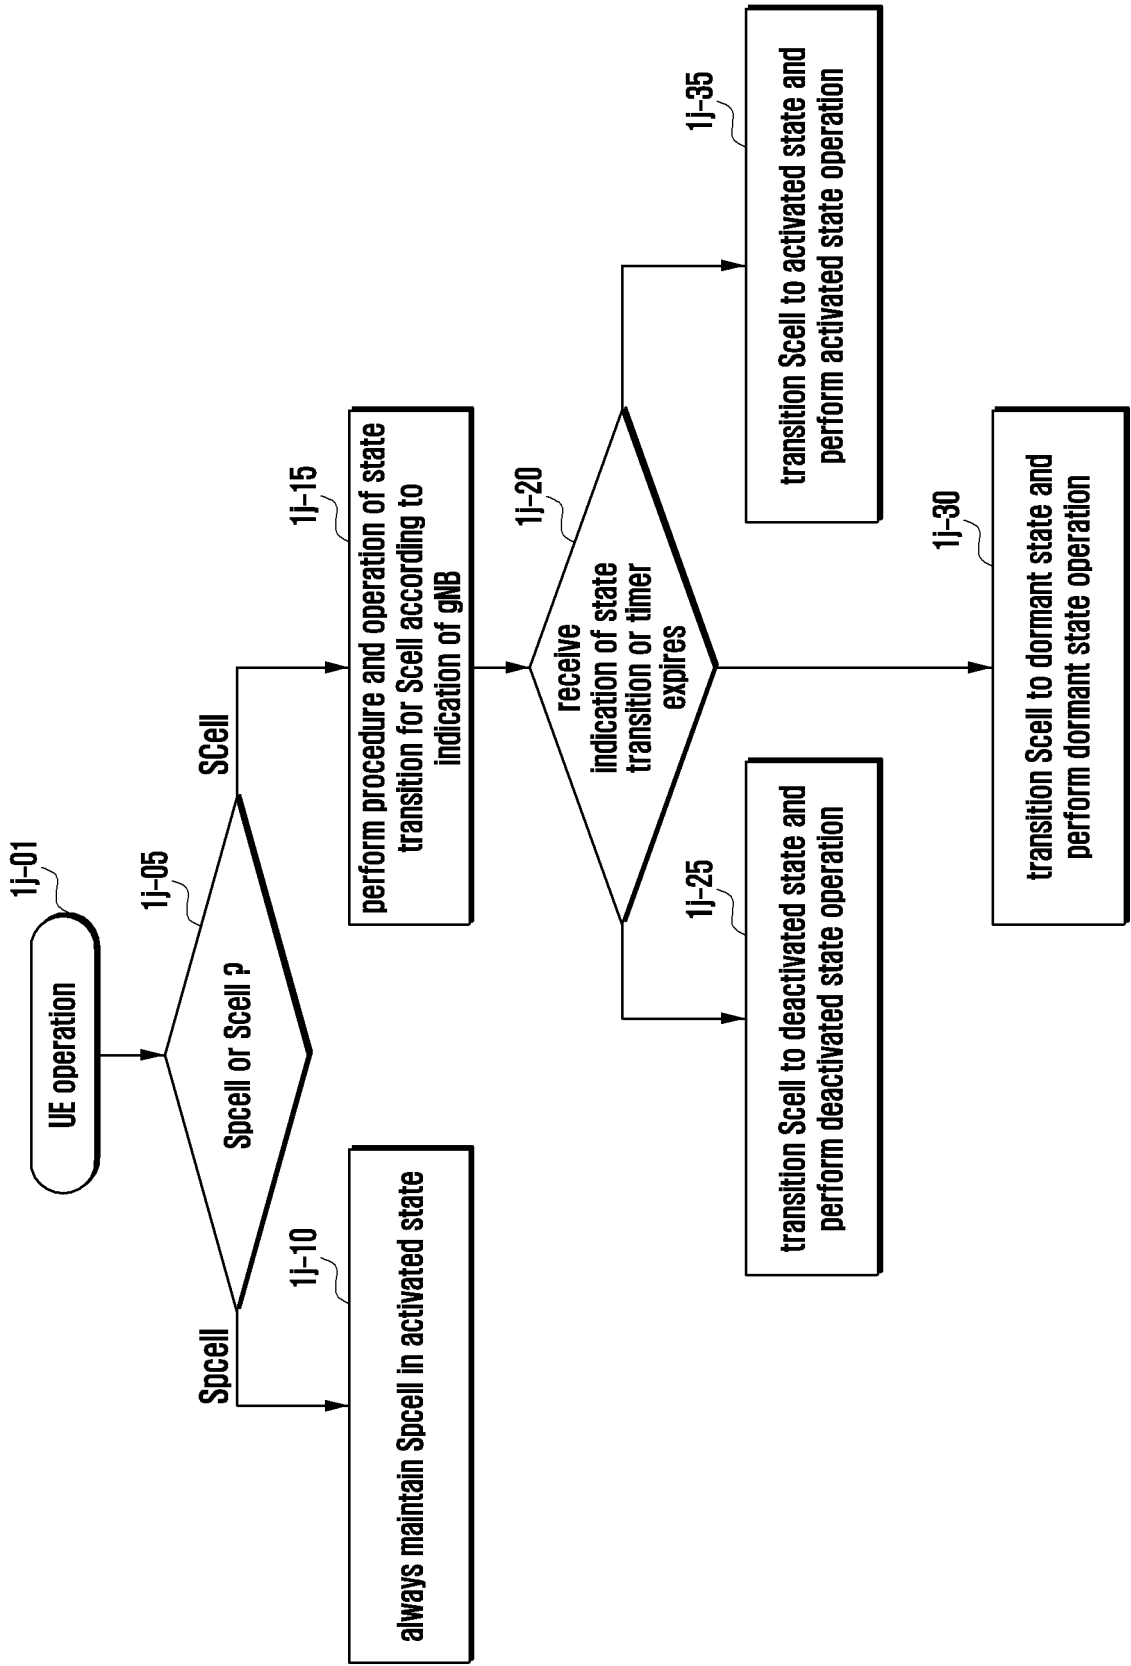 UE operation
1j-01
Spcell or Scell ?
1j-05
Spcell
SCell
always maintain Spcell in activated state
1j-10
perform procedure and operation of state
transition for Scell according to
indication of gNB
1j-15
receive
indication of state
transition or timer
expires
1j-20
transition Scell to deactivated state and
perform deactivated state operation
1j-25
transition Scell to dormant state and
perform dormant state operation
1j-30
transition Scell to activated state and
perform activated state operation
1j-35